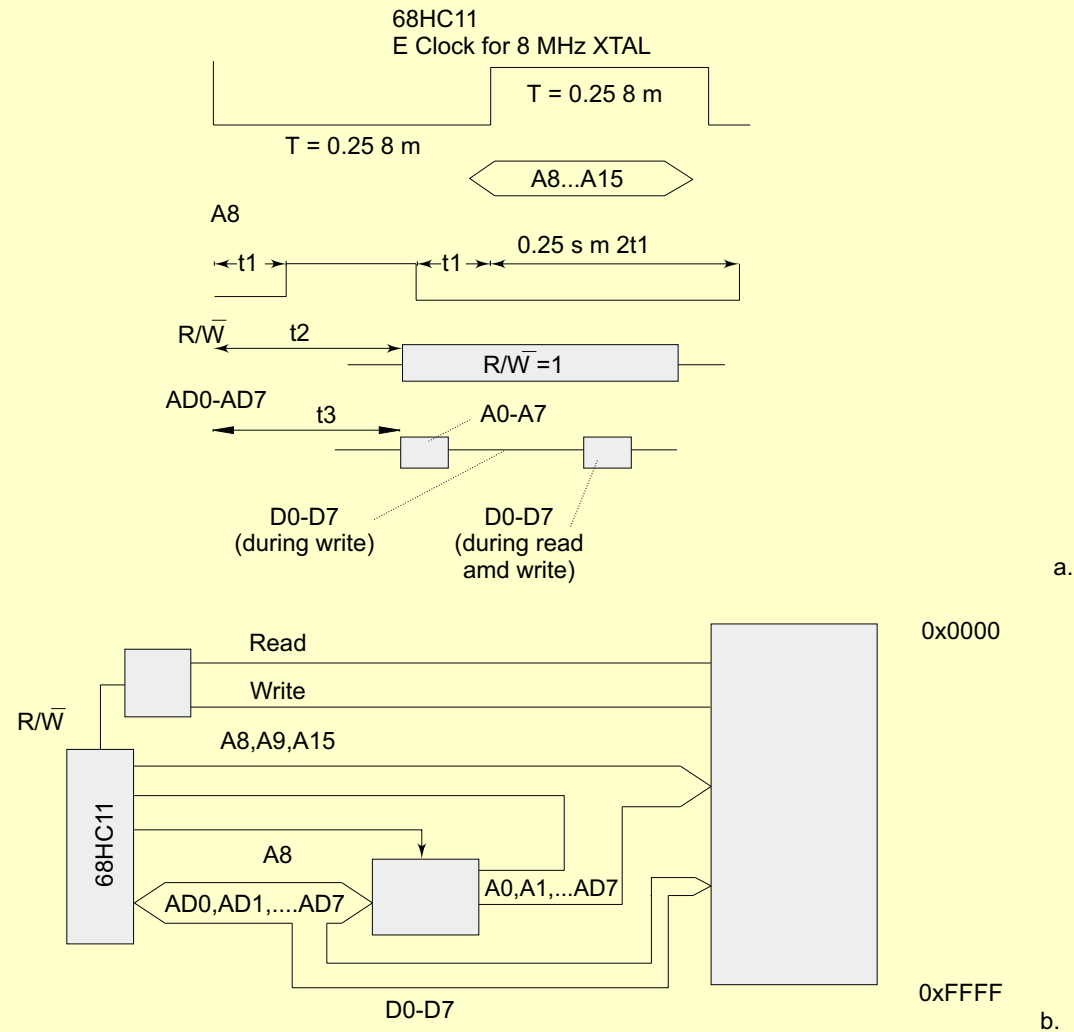 68HC11
E Clock for 8 MHz XTAL
T = 0.25 8 m
T = 0.25 8 m
A8...A15
A8
t1
t1
0.25 s m 2t1
R/W̅
t2
R/W̅ =1
AD0-AD7
t3
A0-A7
D0-D7
(during write)
D0-D7
(during read
amd write)
a.
0x0000
Read
Write
R/W̅
A8,A9,A15
68HC11
A8
A0,A1,...AD7
AD0,AD1,....AD7
D0-D7
0xFFFF
b.